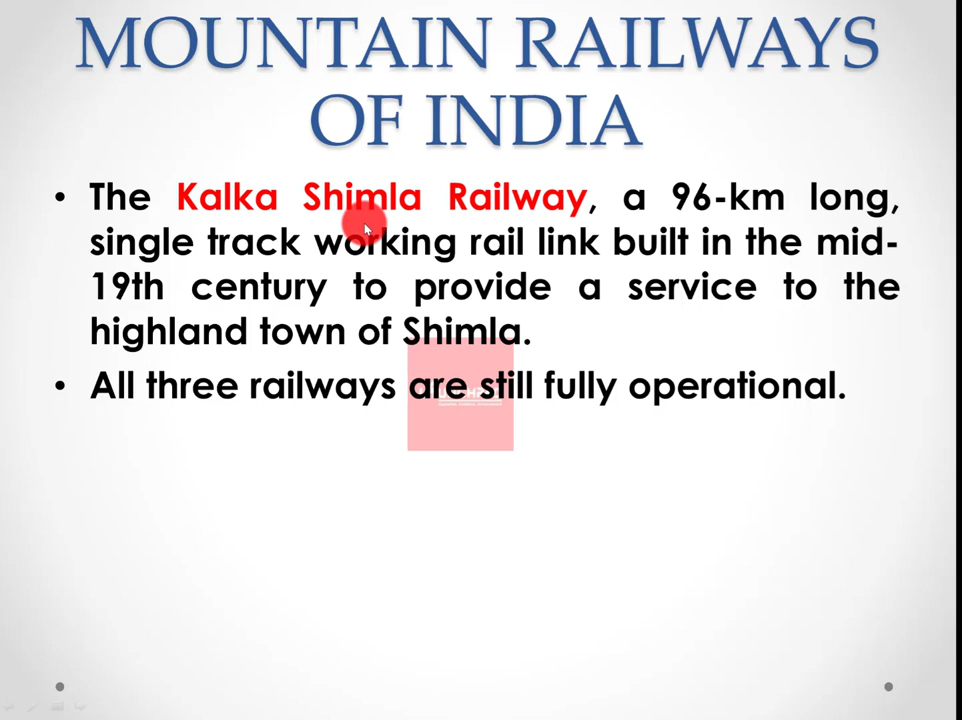 MOUNTAIN RAILWAYS
OF INDIA
• The Kalka Shimla Railway, a 96-km long,
single track working rail link built in the mid-
19th century to provide a service to the
highland town of Shimla.
• All three railways are still fully operational.